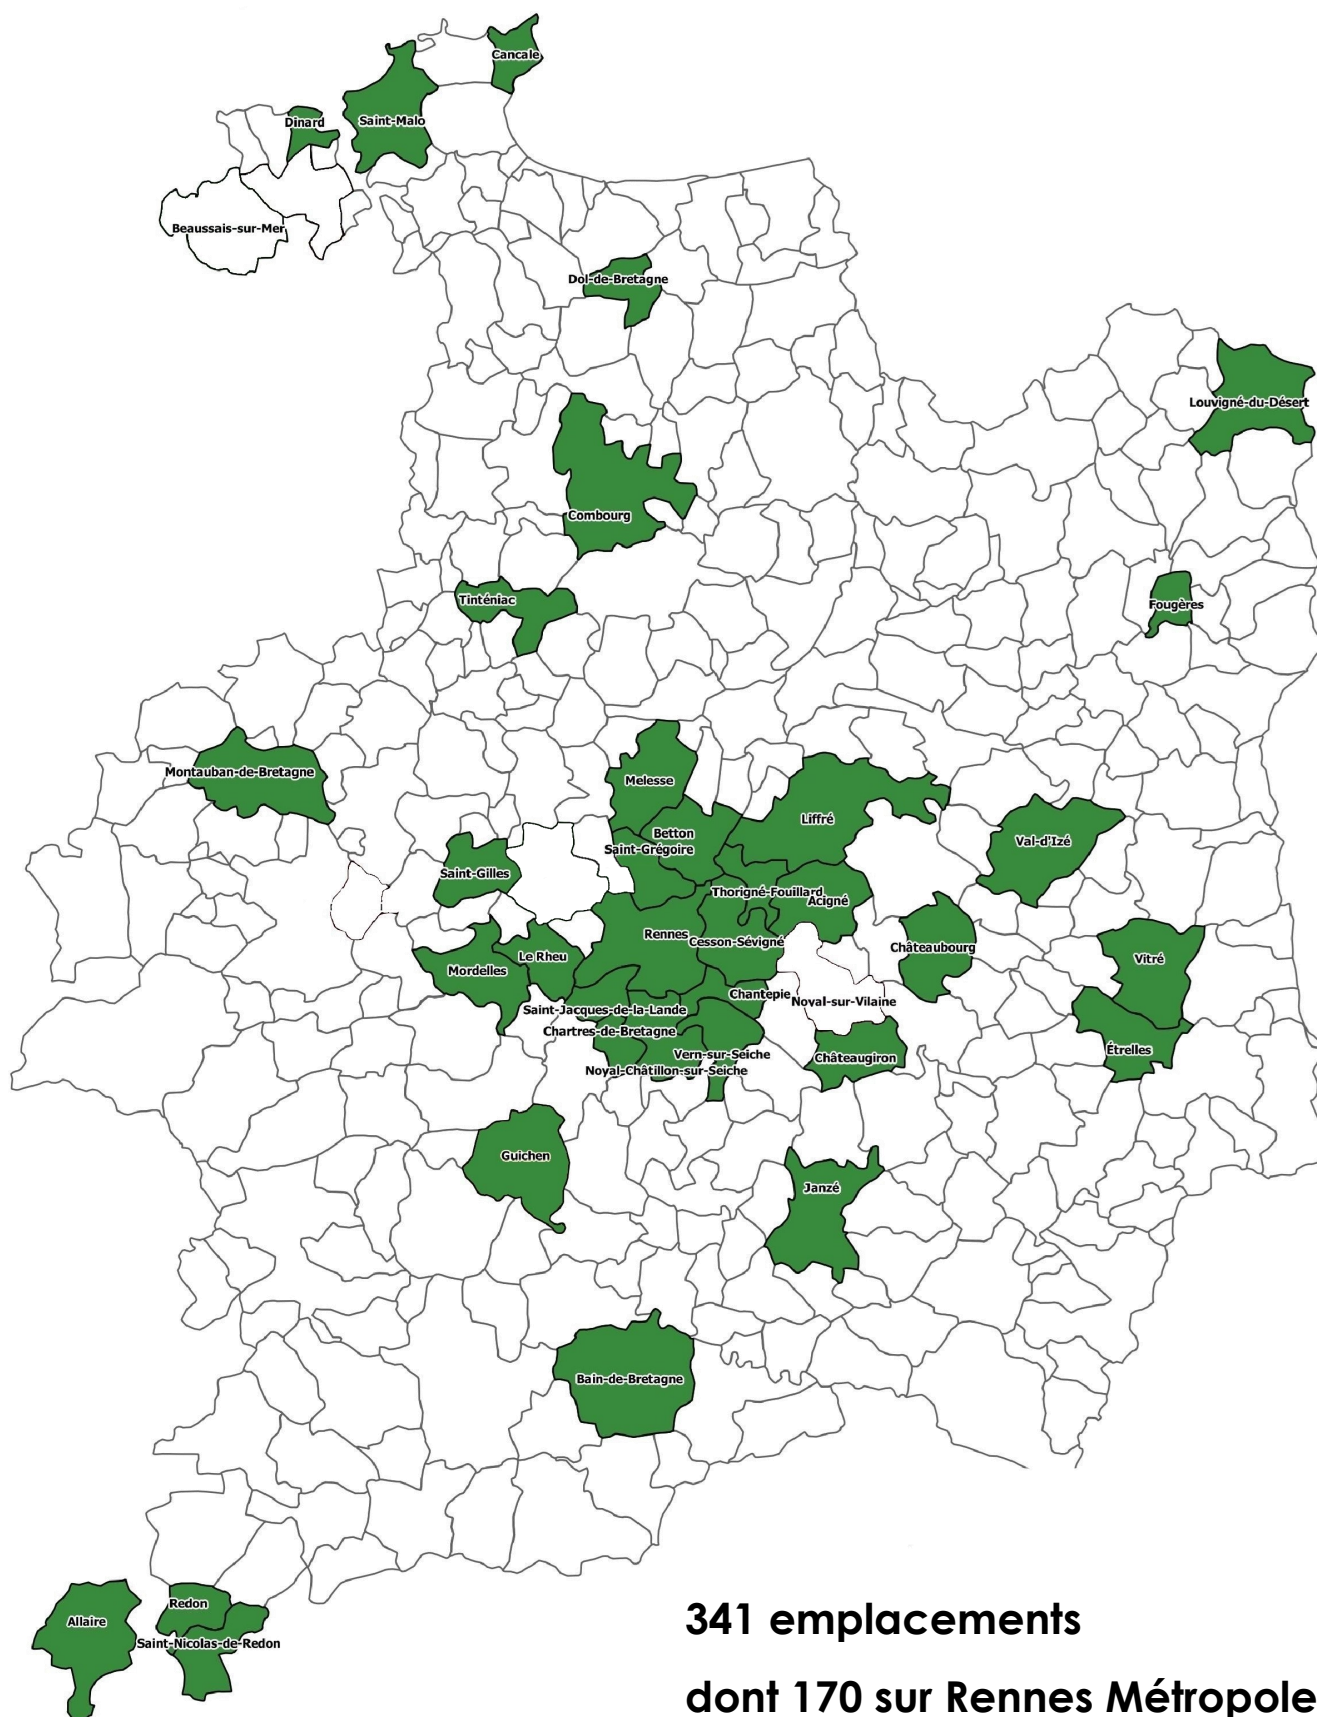 Cancale
Saint-Malo
Dinard
Beaussais-sur-Mer
Dol-de-Bretagne
Louvigné-du-Désert
Combourg
Tinténiac
Fougères
Montauban-de-Bretagne
Melesse
Liffré
Betton
Val-d'Izé
Saint-Grégoire
Saint-Gilles
Thorigné-Fouillard
Acigné
Rennes
Cesson-Sévigné
Châteaubourg
Le Rheu
Vitré
Mordelles
Chantepie
Noyal-sur-Vilaine
Saint-Jacques-de-la-Lande
Chartres-de-Bretagne
Étrelles
Vern-sur-Seiche
Châteaugiron
Noyal-Châtillon-sur-Seiche
Guichen
Janzé
Bain-de-Bretagne
Redon
Allaire
Saint-Nicolas-de-Redon
341 emplacements
dont 170 sur Rennes Métropole